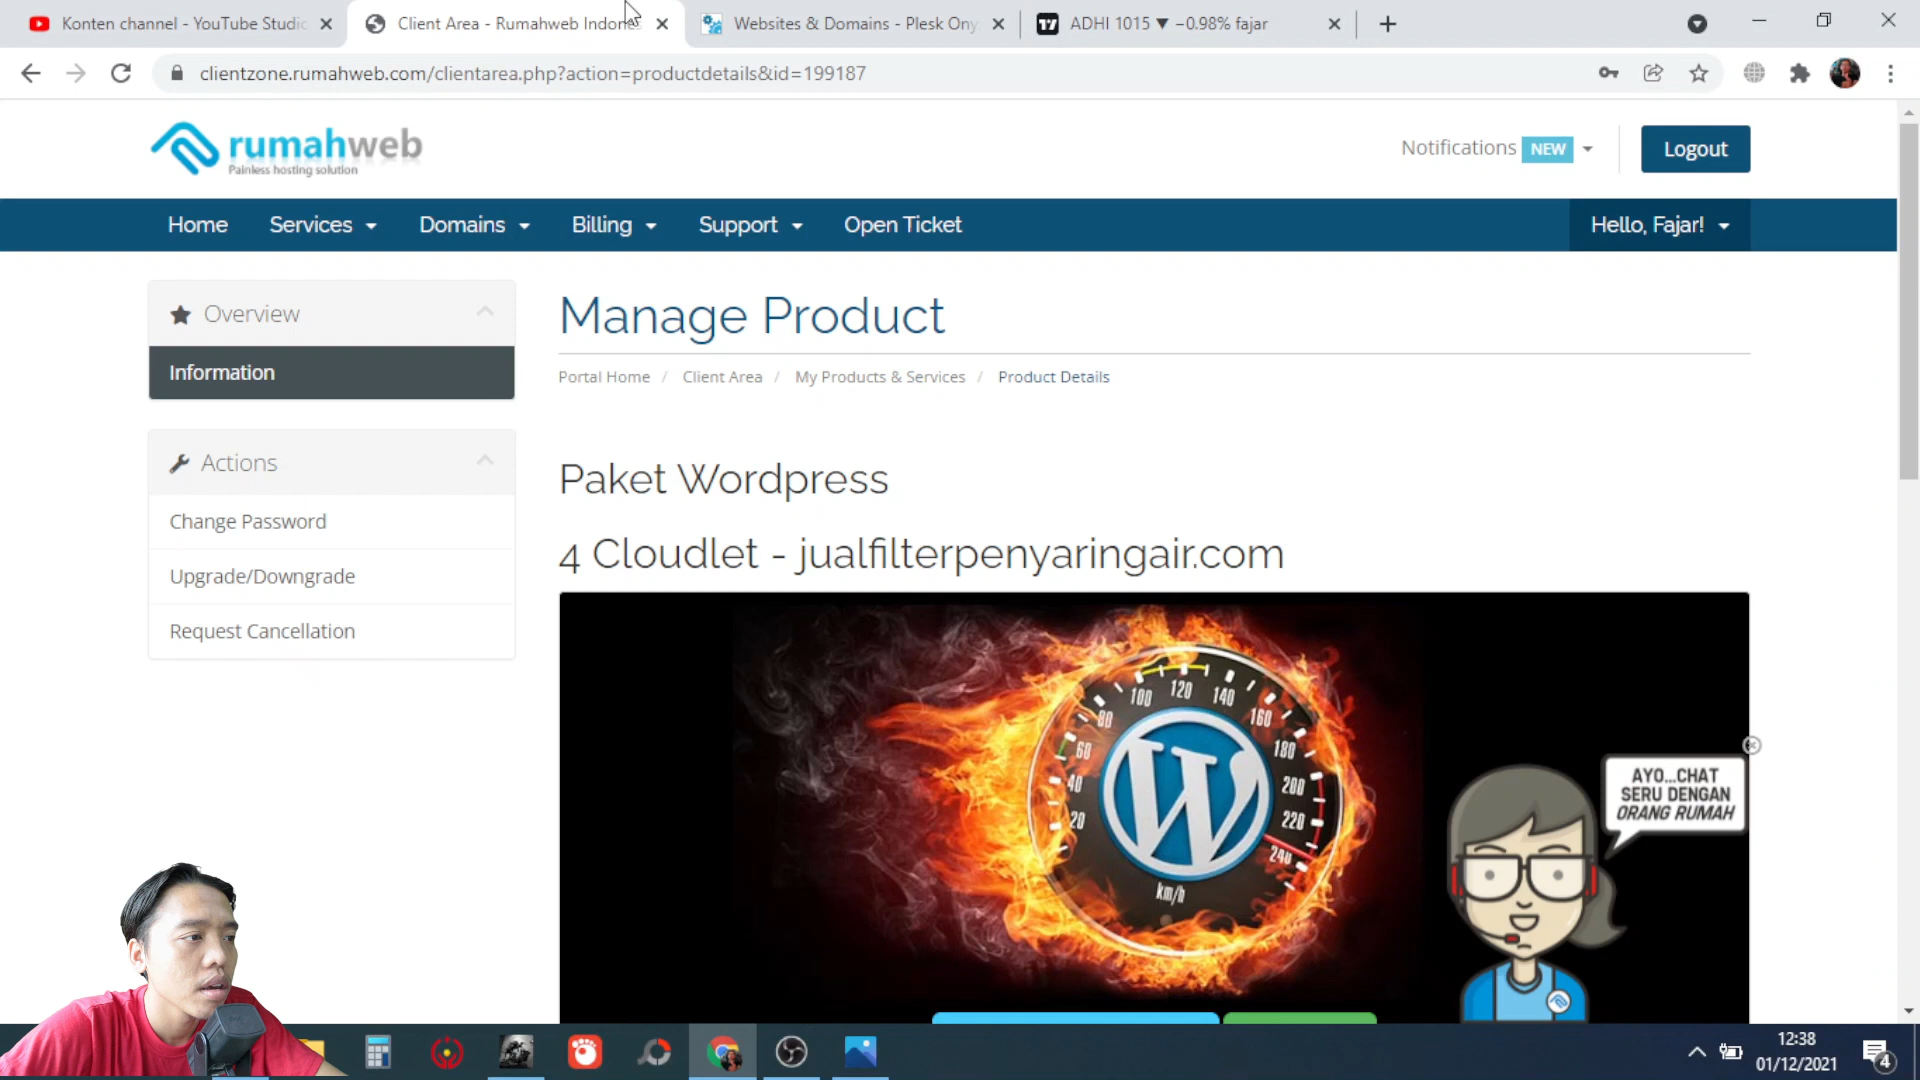 Konten channel - YouTube Studio
Client Area - Rumahweb Indone
Websites & Domains - Plesk Ony
ADHI 1015 ▼ −0.98% fajar
clientzone.rumahweb.com/clientarea.php?action=productdetails&id=199187
rumahweb
Painless hosting solution
Notifications NEW
Logout
Home Services Domains Billing Support Open Ticket
Hello, Fajar!
Overview
Information
Actions
Change Password
Upgrade/Downgrade
Request Cancellation
Manage Product
Portal Home / Client Area / My Products & Services / Product Details
Paket Wordpress
4 Cloudlet - jualfilterpenyaringair.com
20 40 60 80 100 120 140 160 180 200 220 240
km/h
W
AYO...CHAT
SERU DENGAN
ORANG RUMAH
12:38
01/12/2021
4